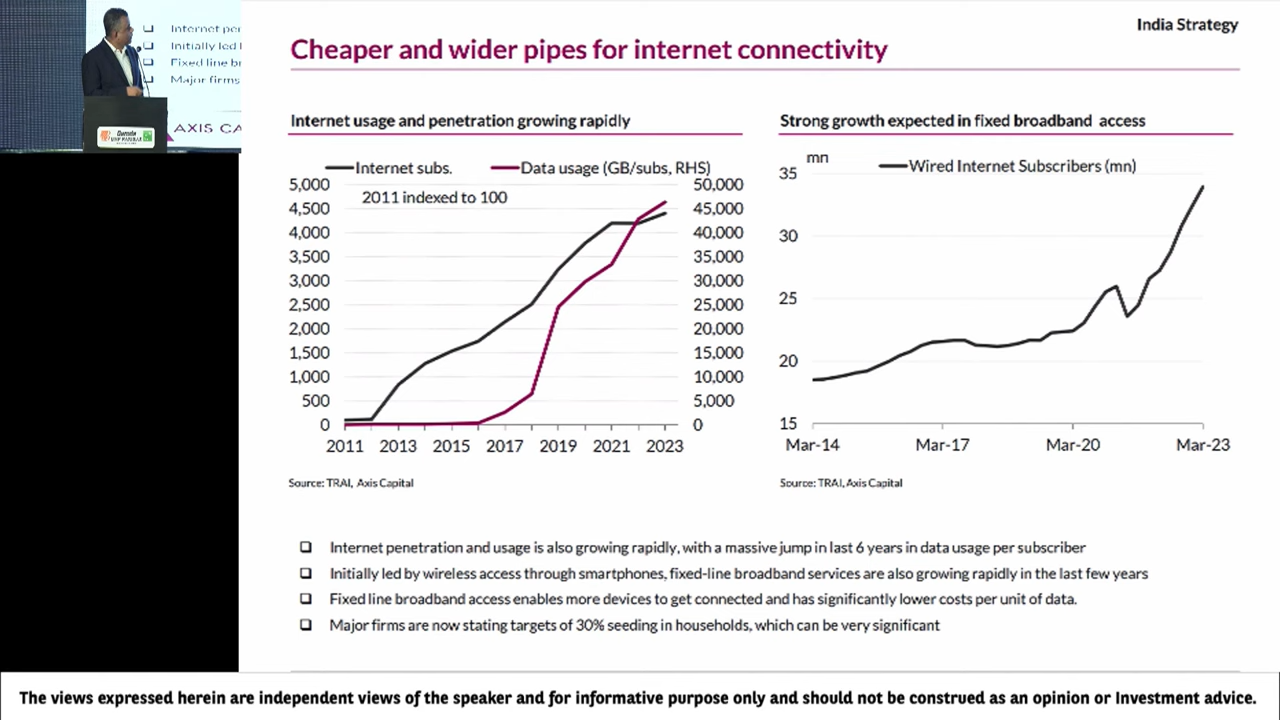 Internet per
Initially led l
Fixed line br
Major firms
AXIS CA
India Strategy
Cheaper and wider pipes for internet connectivity
Internet usage and penetration growing rapidly
Internet subs. Data usage (GB/subs, RHS)
2011 indexed to 100
5,000 50,000
4,500 45,000
4,000 40,000
3,500 35,000
3,000 30,000
2,500 25,000
2,000 20,000
1,500 15,000
1,000 10,000
500 5,000
0 0
2011 2013 2015 2017 2019 2021 2023
Source: TRAI, Axis Capital
Strong growth expected in fixed broadband access
mn
Wired Internet Subscribers (mn)
35
30
25
20
15
Mar-14 Mar-17 Mar-20 Mar-23
Source: TRAI, Axis Capital
Internet penetration and usage is also growing rapidly, with a massive jump in last 6 years in data usage per subscriber
Initially led by wireless access through smartphones, fixed-line broadband services are also growing rapidly in the last few years
Fixed line broadband access enables more devices to get connected and has significantly lower costs per unit of data.
Major firms are now stating targets of 30% seeding in households, which can be very significant
The views expressed herein are independent views of the speaker and for informative purpose only and should not be construed as an opinion or Investment advice.